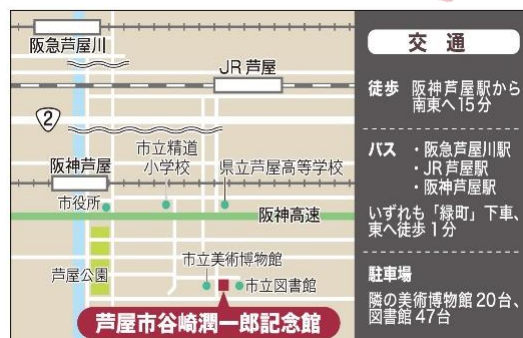 阪急芦屋川
JR 芦屋
2
阪神芦屋
市立精道
小学校
県立芦屋高等学校
市役所
阪神高速
芦屋公園
市立美術博物館
市立図書館
芦屋市谷崎潤一郎記念館
交 通
徒歩 阪神芦屋駅から
南東へ15分
バス ・阪急芦屋川駅
・JR芦屋駅
・阪神芦屋駅
いずれも「緑町」下車、
東へ徒歩1分
駐車場
隣の美術博物館20台、
図書館47台